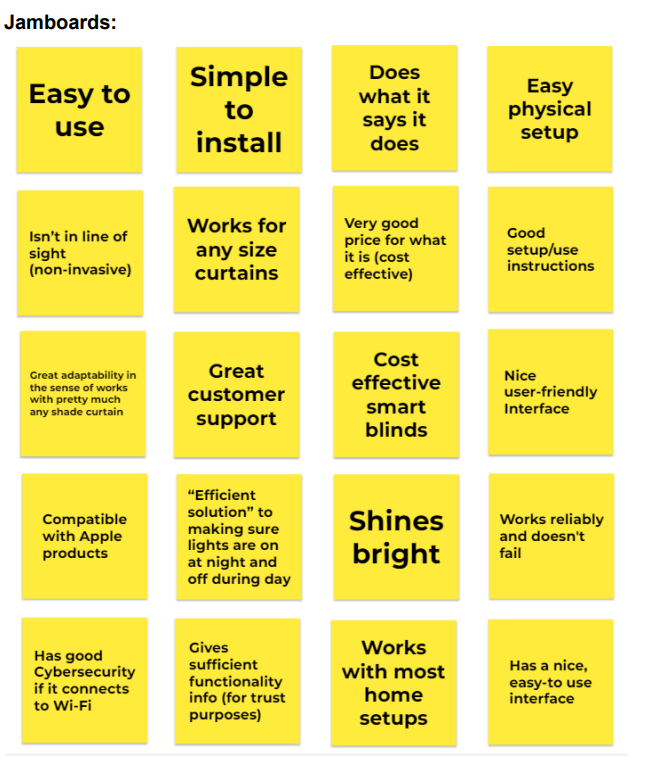 Jamboards:
Easy to
use
Simple
to
install
Does
what it
says it
does
Easy
physical
setup
Isn't in line of
sight
(non-invasive)
Works for
any size
curtains
Very good
price for what
it is (cost
effective)
Good
setup/use
instructions
Great adaptability in
the sense of works
with pretty much
any shade curtain
Great
customer
support
Cost
effective
smart
blinds
Nice
user-friendly
Interface
Compatible
with Apple
products
“Efficient
solution” to
making sure
lights are on
at night and
off during day
Shines
bright
Works reliably
and doesn't
fail
Has good
Cybersecurity
if it connects
to Wi-Fi
Gives
sufficient
functionality
info (for trust
purposes)
Works
with most
home
setups
Has a nice,
easy-to use
interface